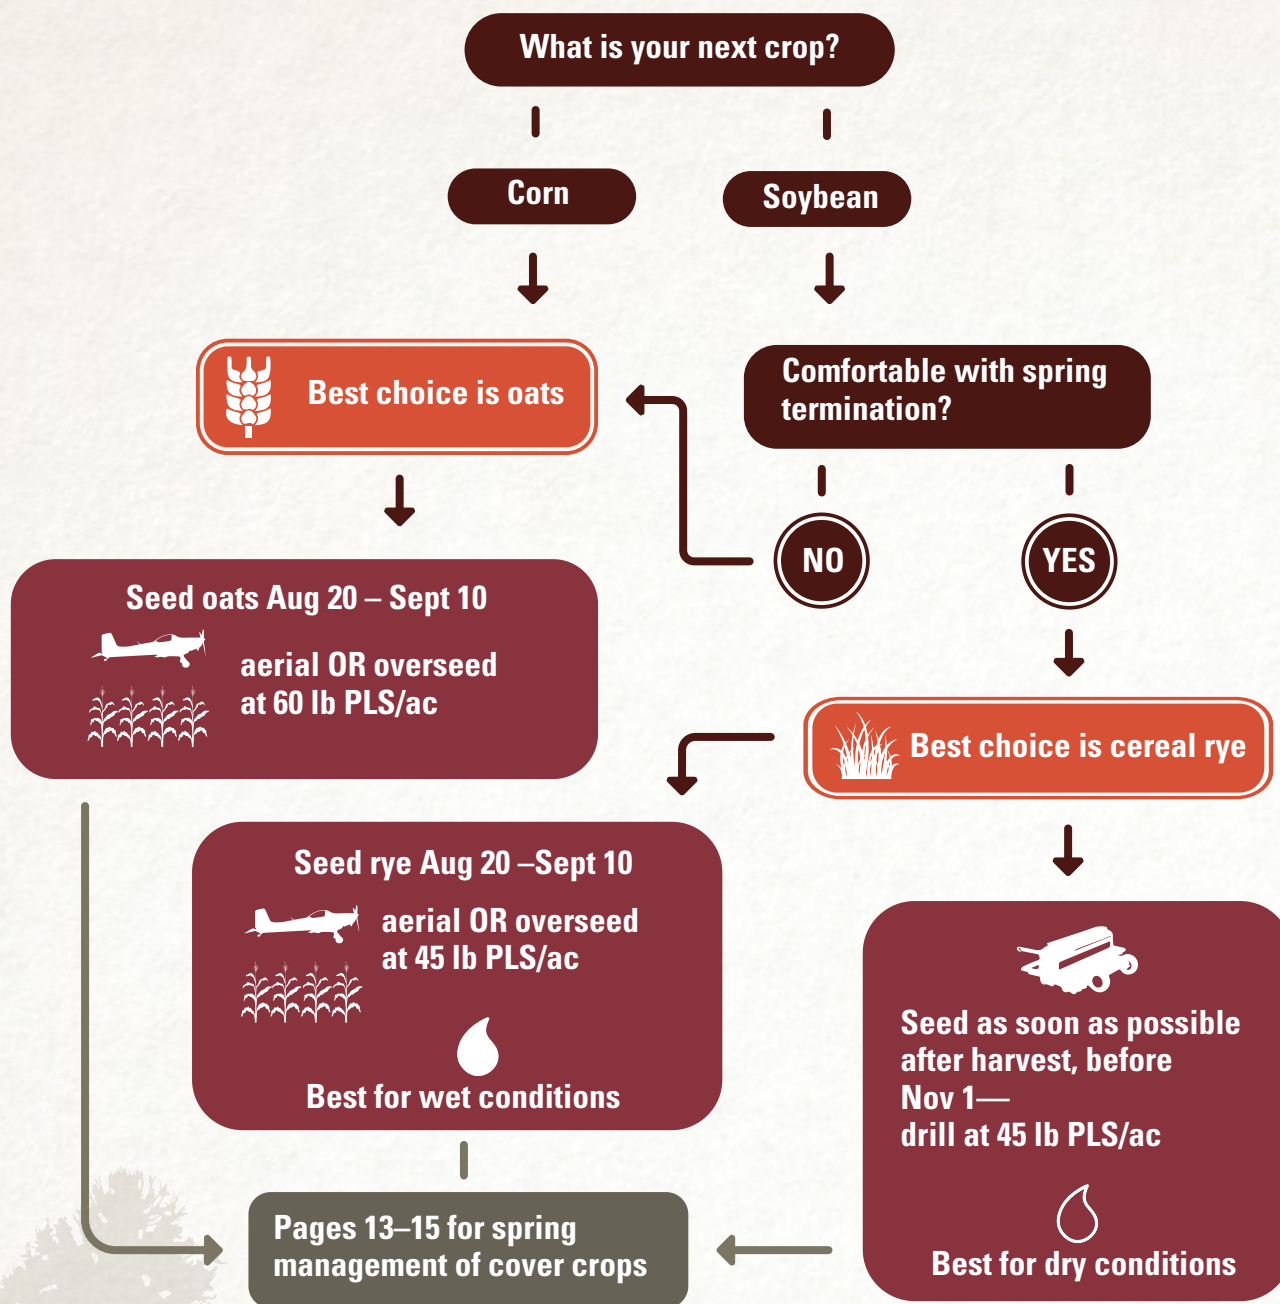 What is your next crop?
Corn
Soybean
Best choice is oats
Comfortable with spring
termination?
NO
YES
Seed oats Aug 20 – Sept 10
aerial OR overseed
at 60 lb PLS/ac
Best choice is cereal rye
Seed rye Aug 20 –Sept 10
aerial OR overseed
at 45 lb PLS/ac
Best for wet conditions
Seed as soon as possible
after harvest, before
Nov 1—
drill at 45 lb PLS/ac
Best for dry conditions
Pages 13–15 for spring
management of cover crops